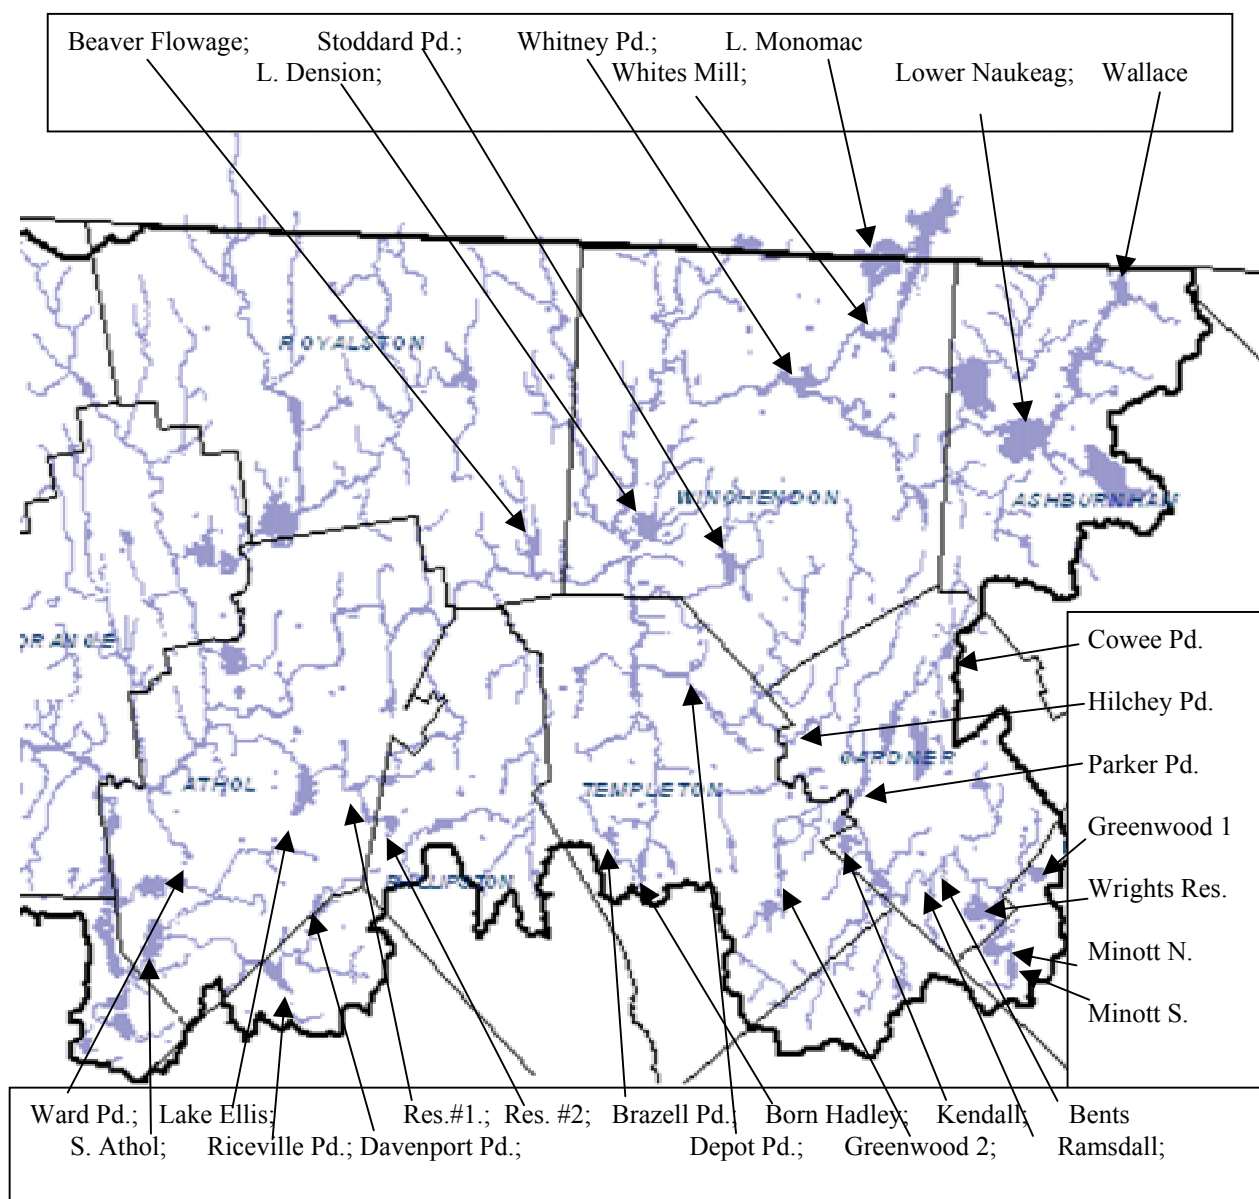 Beaver Flowage; Stoddard Pd.; Whitney Pd.; L. Monomac
L. Dension; Whites Mill; Lower Naukeag; Wallace
ROYALSTON
WINCHENDON
ASHBURNHAM
ORANGE
Cowee Pd.
Hilchey Pd.
GARDNER
Parker Pd.
ATHOL
TEMPLETON
Greenwood 1
PHILLIPSTON
Wrights Res.
Minott N.
Minott S.
Ward Pd.; Lake Ellis; Res.#1.; Res. #2; Brazell Pd.; Born Hadley; Kendall; Bents
S. Athol; Riceville Pd.; Davenport Pd.; Depot Pd.; Greenwood 2; Ramsdall;